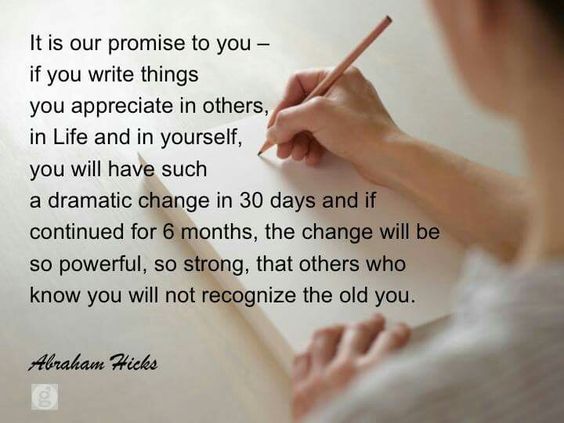 It is our promise to you –
if you write things
you appreciate in others,
in Life and in yourself,
you will have such
a dramatic change in 30 days and if
continued for 6 months, the change will be
so powerful, so strong, that others who
know you will not recognize the old you.
Abraham Hicks
g